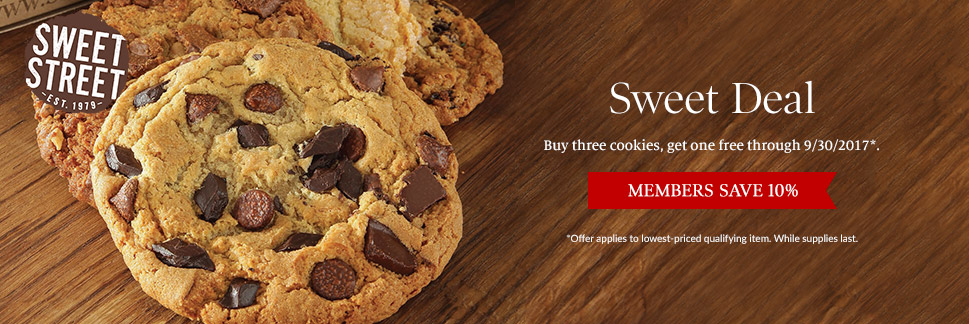 SWEET
STREET
-EST. 1979-
Sweet Deal
Buy three cookies, get one free through 9/30/2017*.
MEMBERS SAVE 10%
*Offer applies to lowest-priced qualifying item. While supplies last.